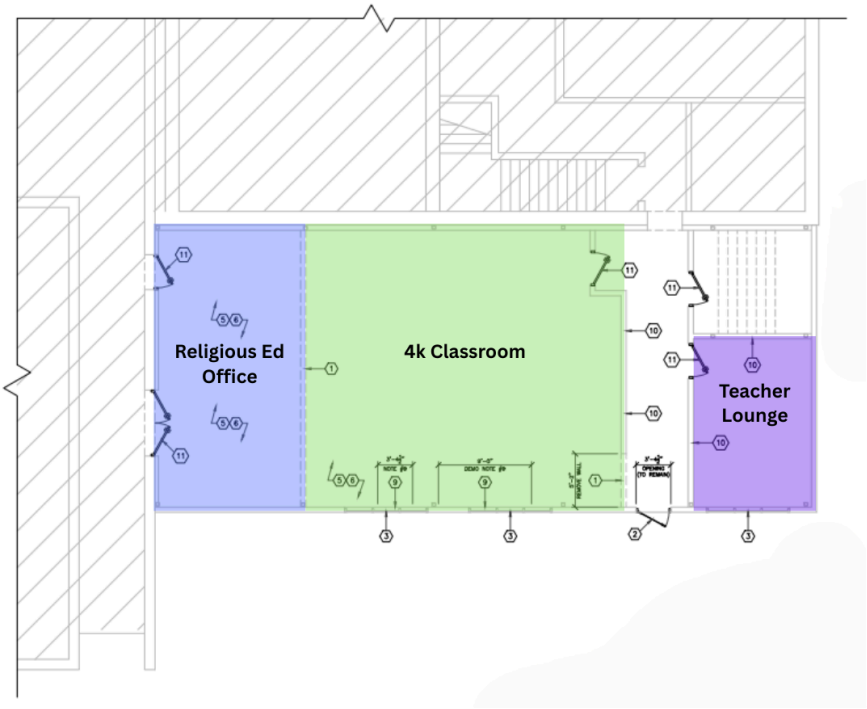 11
11
11
5 6
10
Religious Ed
Office
4k Classroom
1
11
10
Teacher
Lounge
5 6
10
10
11
5 6
NOTE #9
9
DEMO NOTE #9
9
REMOVE WALL
1
OPENING
(TO REMAIN)
3
3
2
3